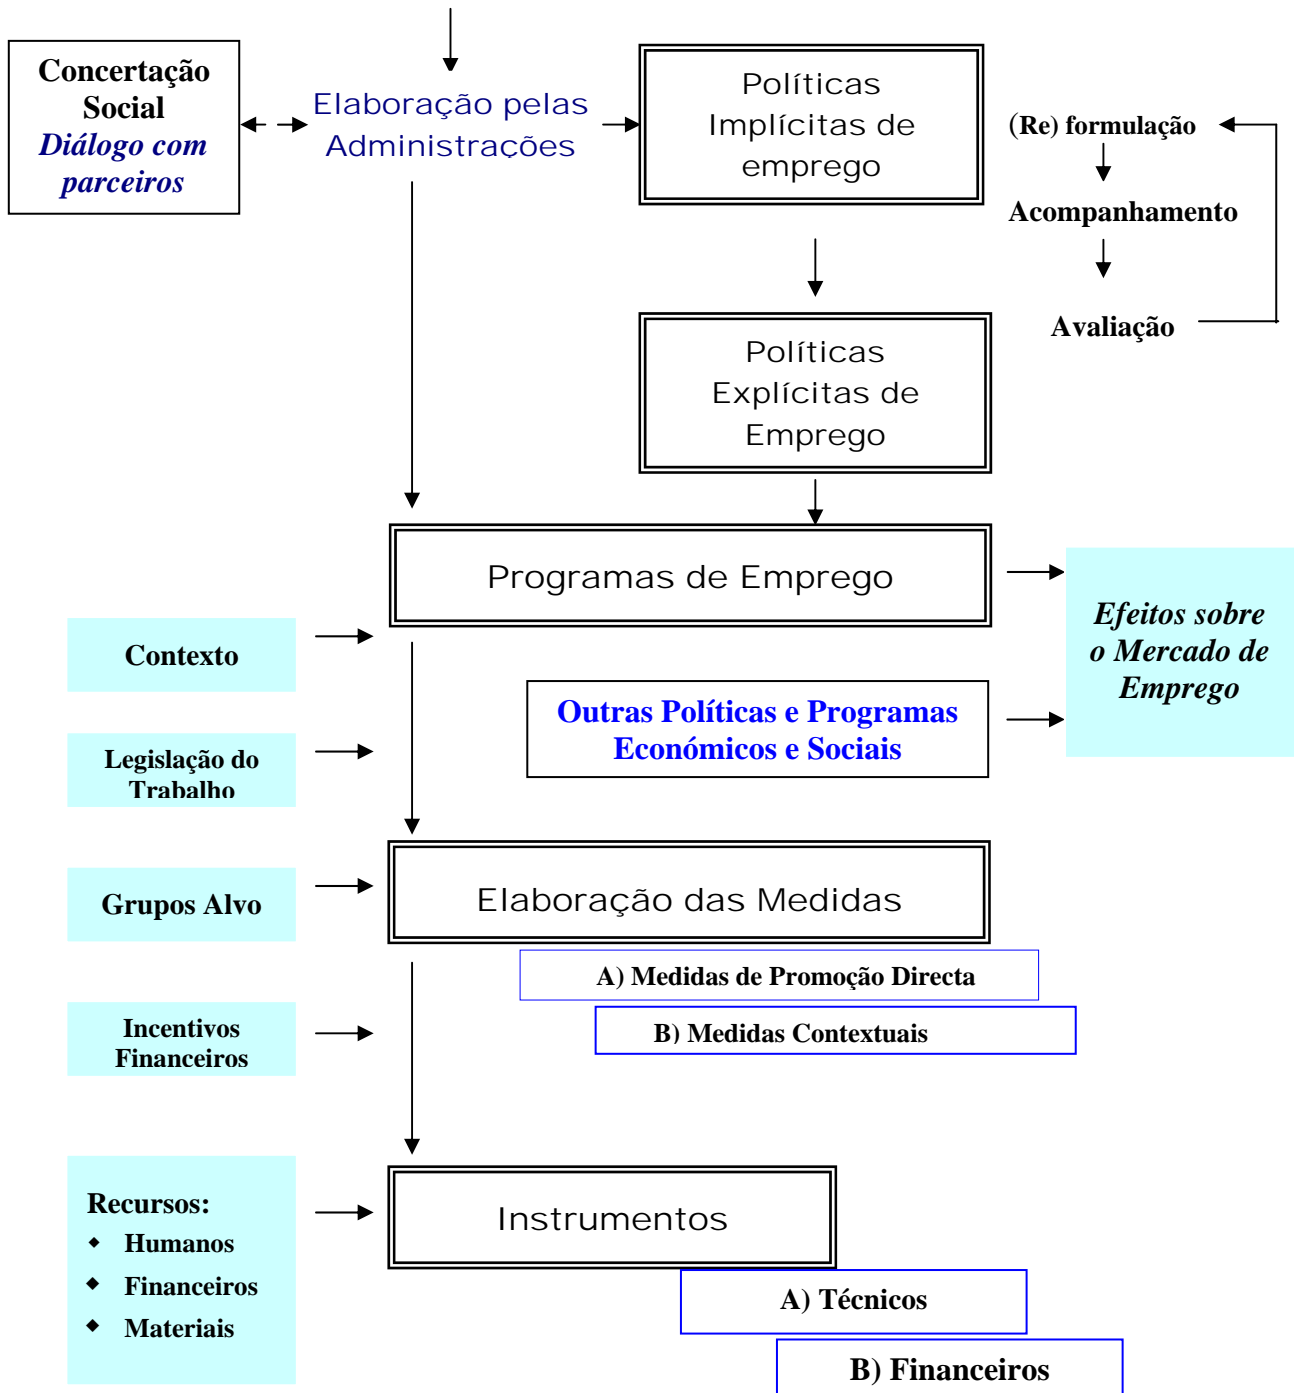 Concertação
Social
Diálogo com
parceiros
Elaboração pelas
Administrações
Políticas
Implícitas de
emprego
(Re) formulação
Acompanhamento
Avaliação
Políticas
Explícitas de
Emprego
Programas de Emprego
Efeitos sobre
o Mercado de
Emprego
Contexto
Outras Políticas e Programas
Económicos e Sociais
Legislação do
Trabalho
Grupos Alvo
Elaboração das Medidas
A) Medidas de Promoção Directa
B) Medidas Contextuais
Incentivos
Financeiros
Recursos:
◆ Humanos
◆ Financeiros
◆ Materiais
Instrumentos
A) Técnicos
B) Financeiros